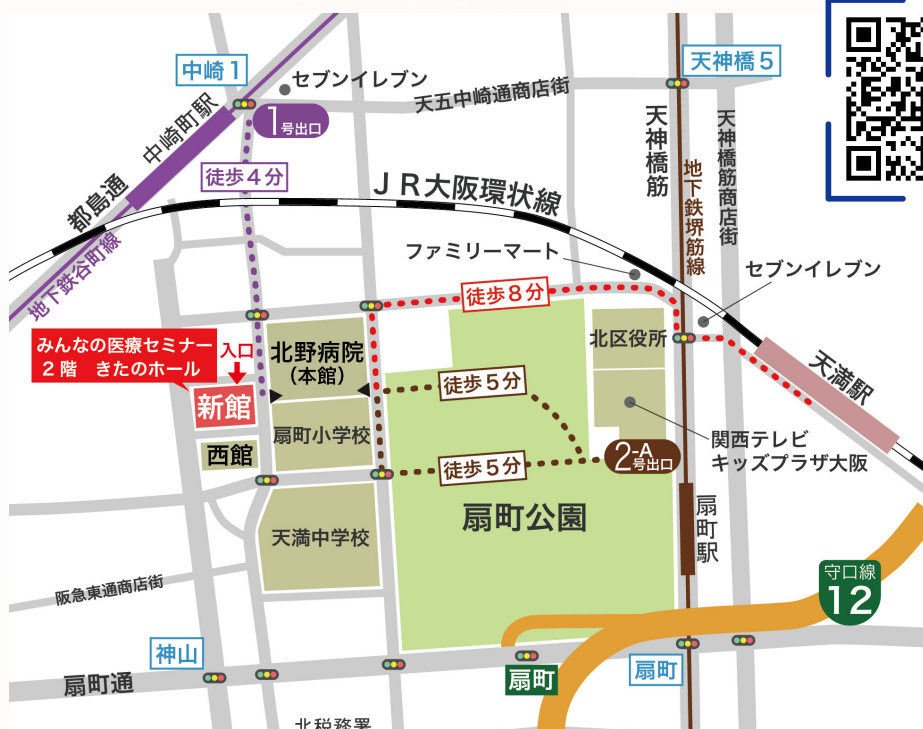 中崎1
セブンイレブン
天神橋5
天五中崎通商店街
1号出口
中崎町駅
徒歩4分
都島通
地下鉄谷町線
JR大阪環状線
天神橋筋
地下鉄堺筋線
天神橋筋商店街
ファミリーマート
セブンイレブン
徒歩8分
みんなの医療セミナー
2階 きたのホール
入口
新館
北野病院
(本館)
北区役所
天満駅
徒歩5分
扇町小学校
西館
関西テレビ
キッズプラザ大阪
2-A号出口
徒歩5分
扇町公園
扇町駅
天満中学校
阪急東通商店街
守口線
12
神山
扇町通
扇町
扇町
北税務署